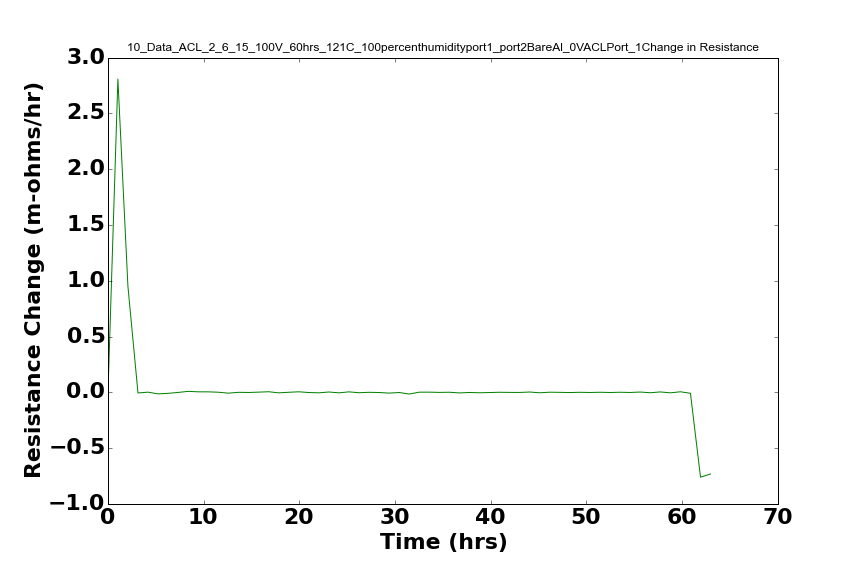 10_Data_ACL_2_6_15_100V_60hrs_121C_100percenthumidityport1_port2BareAl_0VACLPort_1Change in Resistance
3.0
2.5
2.0
1.5
1.0
0.5
0.0
−0.5
−1.0
Resistance Change (m-ohms/hr)
0 10 20 30 40 50 60 70
Time (hrs)